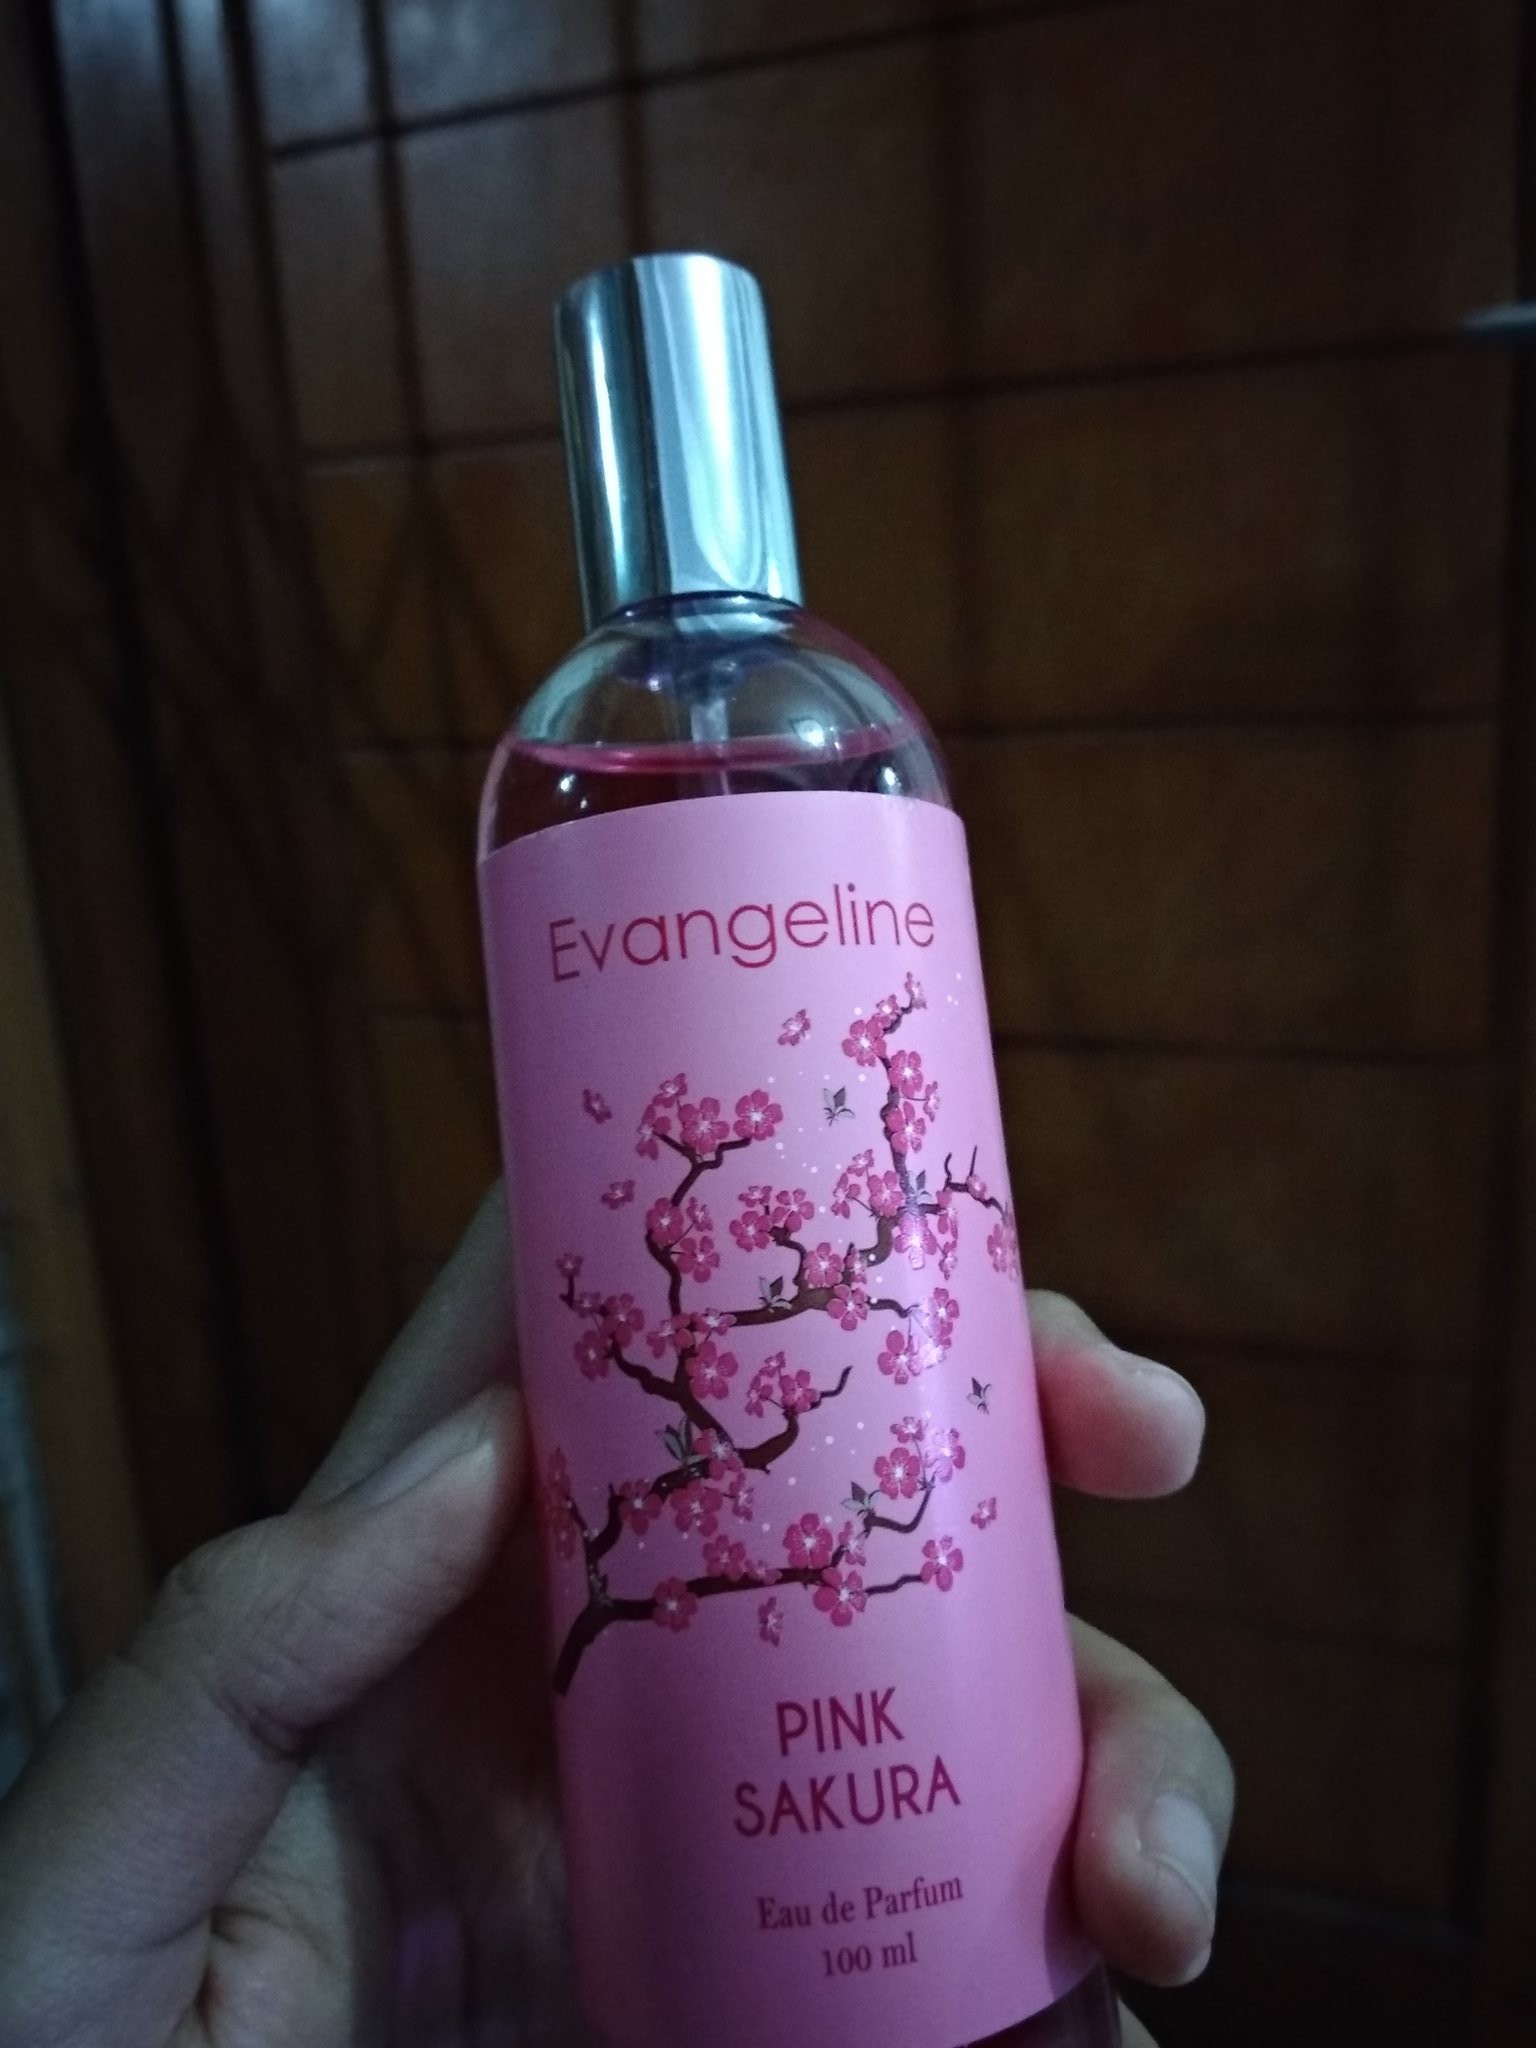 Evangeline
PINK
SAKURA
Eau de Parfum
100 ml